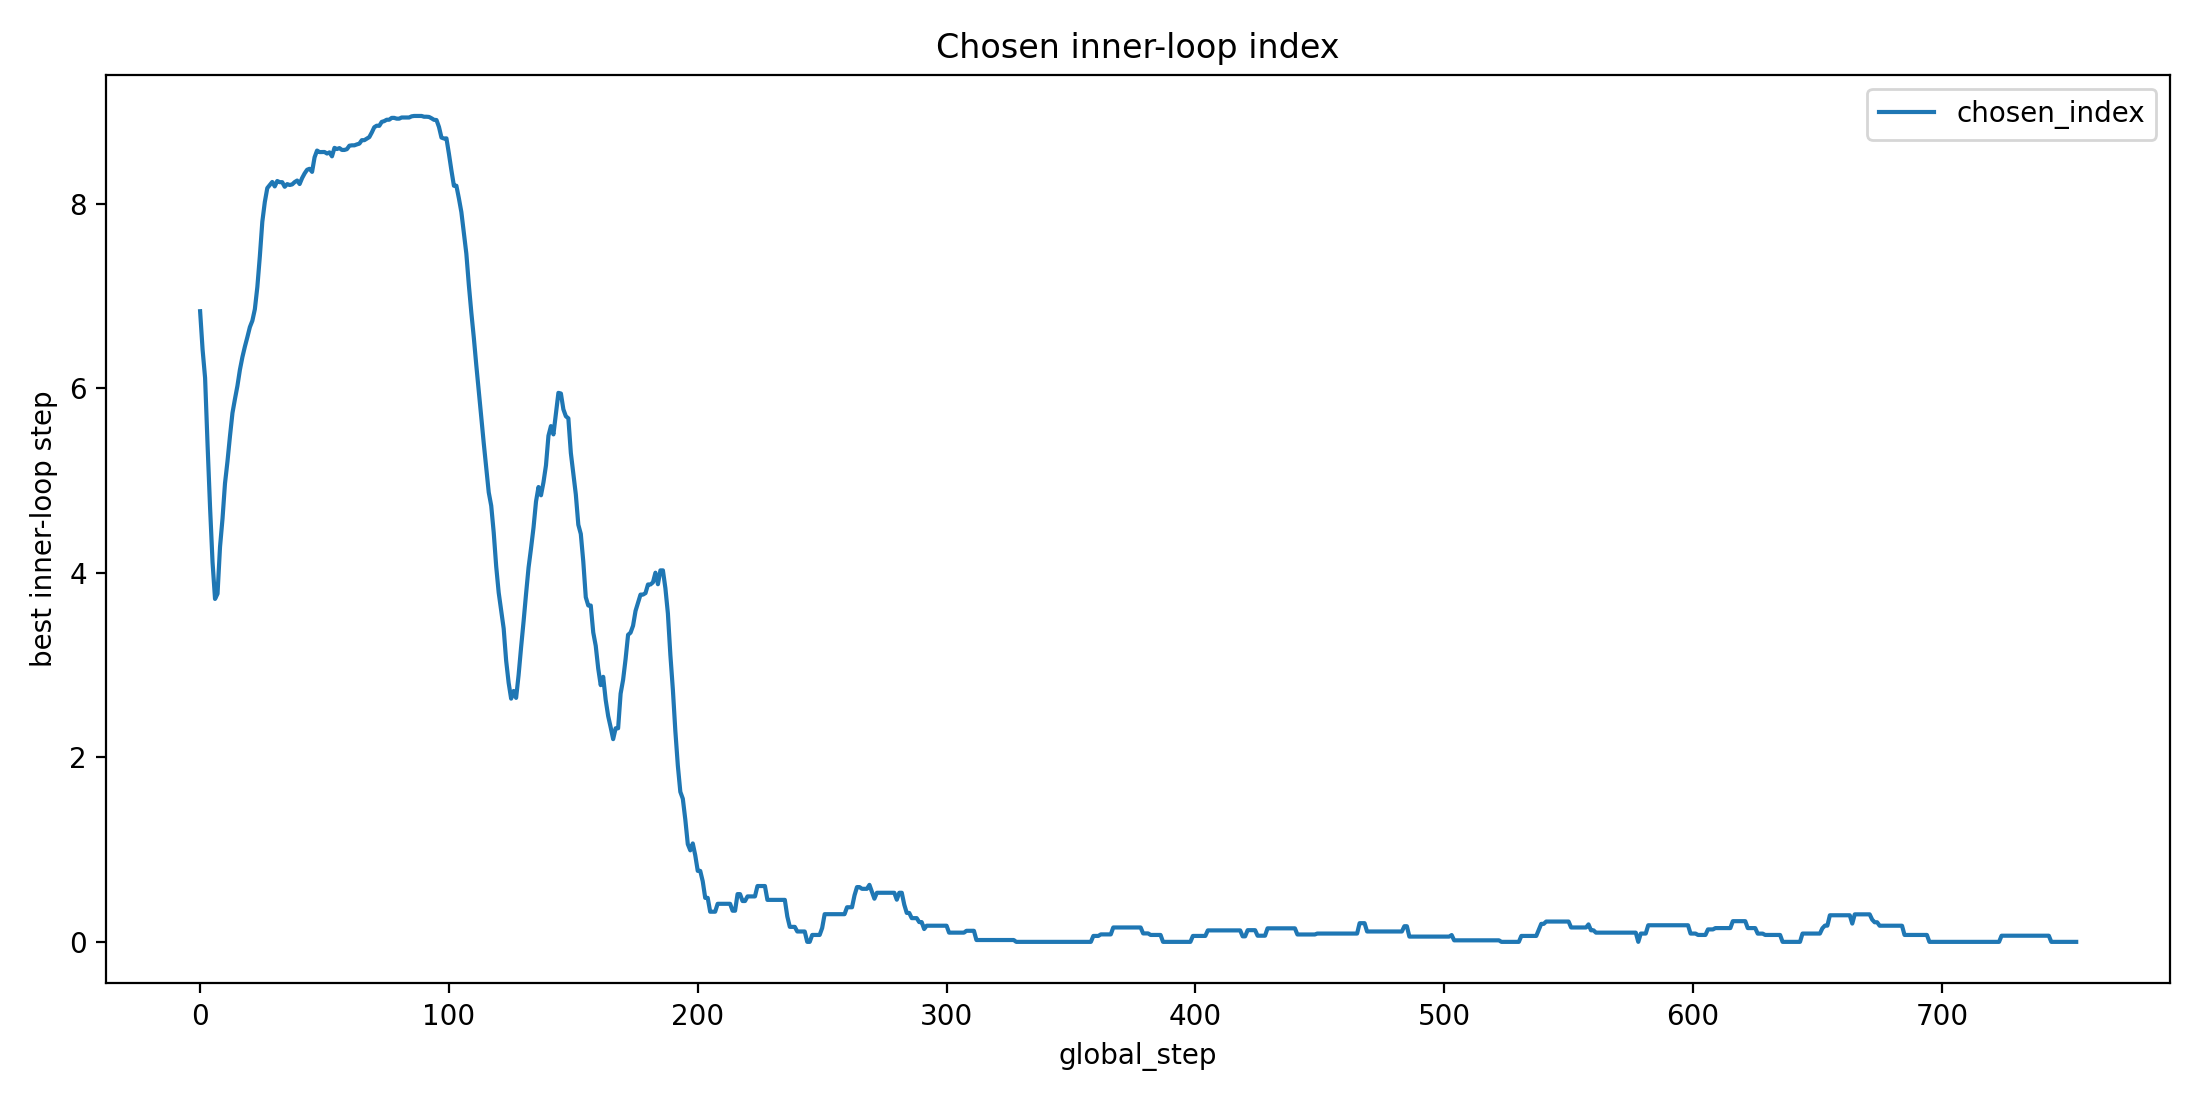 Chosen inner-loop index
chosen_index
best inner-loop step
8
6
4
2
0
0 100 200 300 400 500 600 700
global_step